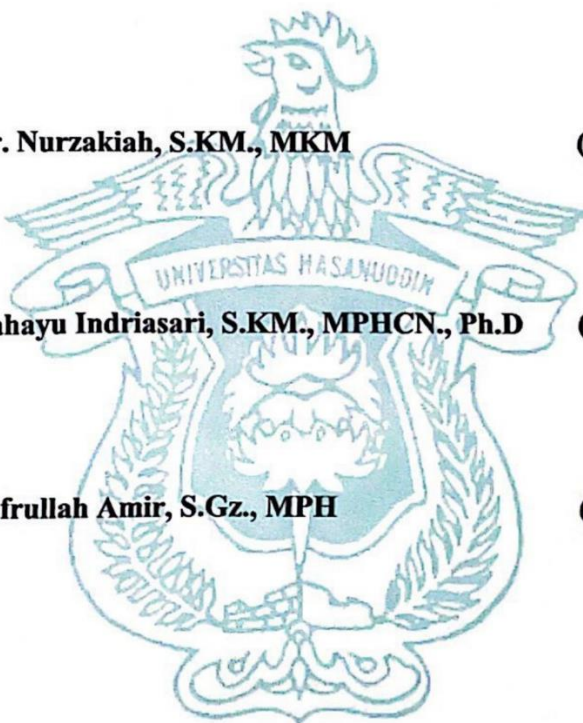 r. Nurzakiah, S.KM., MKM (
UNIVERSITAS HASANUDDIN
ahayu Indriasari, S.KM., MPHCN., Ph.D (
frullah Amir, S.Gz., MPH (